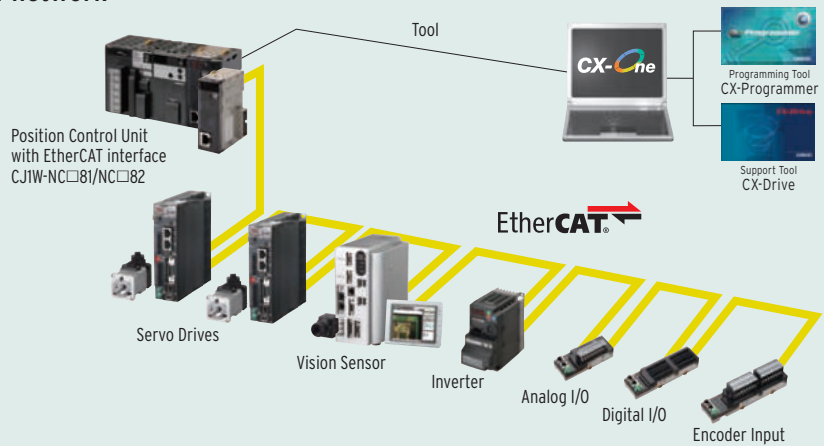 Tool
CX-One
Programmer
Programming Tool
CX-Programmer
Support Tool
CX-Drive
Position Control Unit
with EtherCAT interface
CJ1W-NC□81/NC□82
EtherCAT®
Servo Drives
Vision Sensor
Inverter
Analog I/O
Digital I/O
Encoder Input